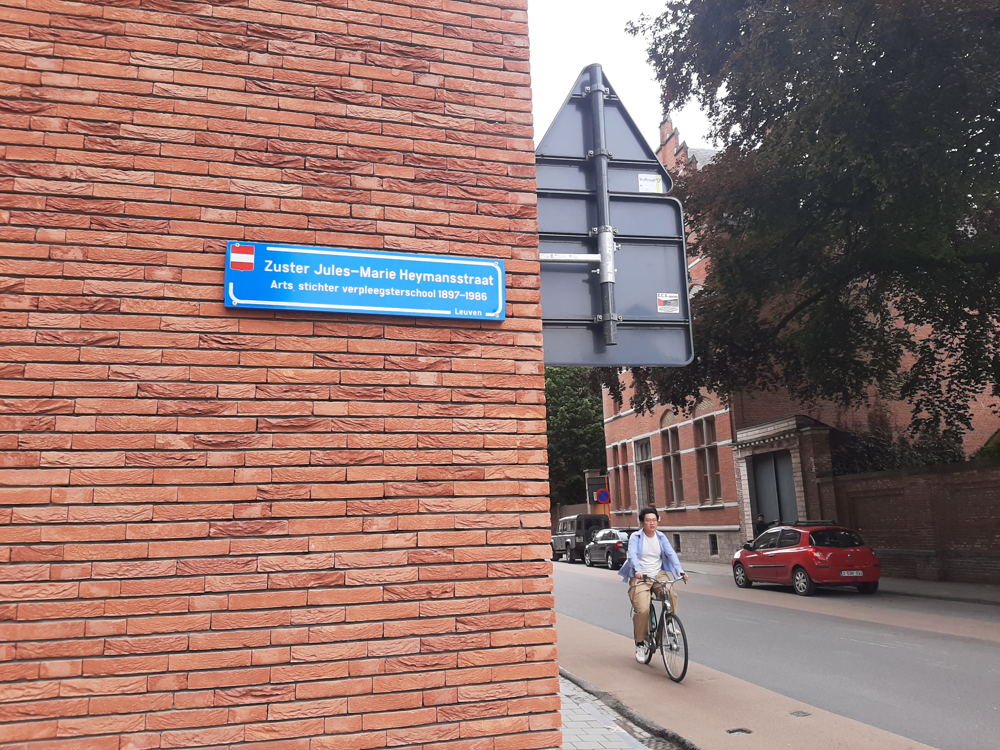 Zuster Jules-Marie Heymansstraat
Arts stichter verpleegsterschool 1897-1986
Leuven